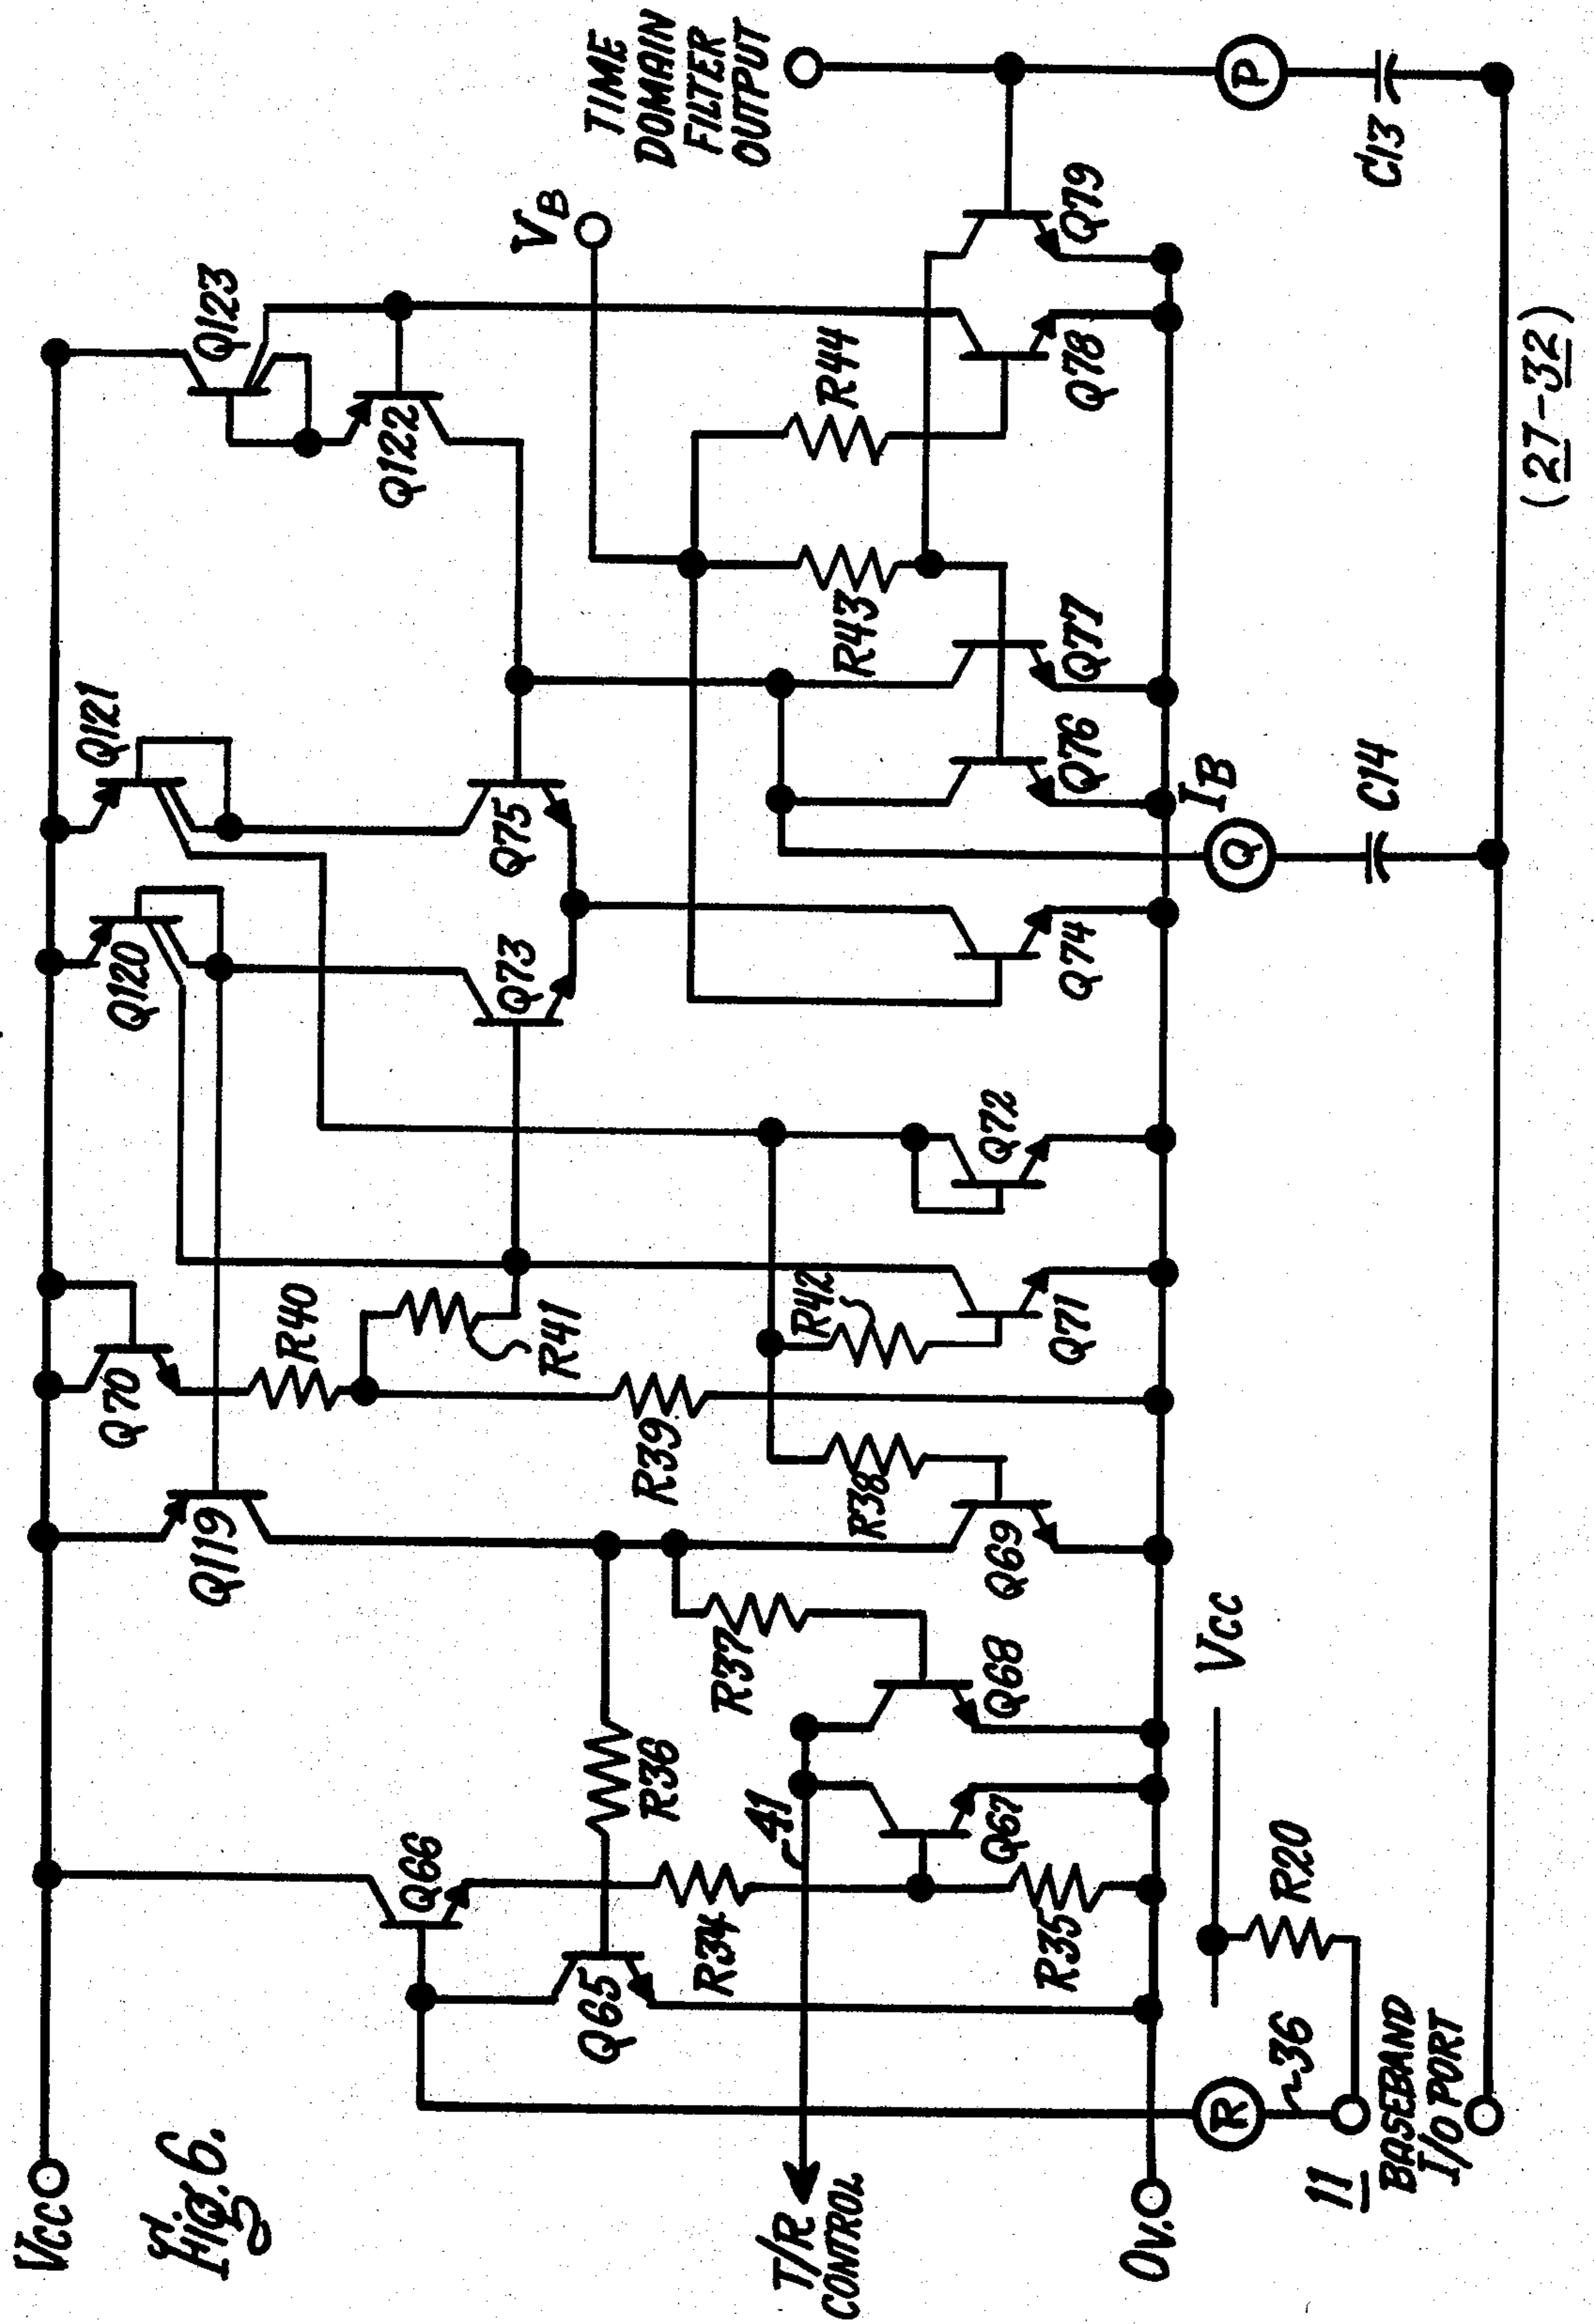 Fig. 6.
VCC
Q66
Q65
R34
R35
R36
41
Q67
Q68
R37
Q119
Q69
R38
R39
Q70
R40
R41
R42
Q71
Q72
Q120
Q121
Q73
Q75
Q74
Q76
Q77
R43
R44
Q78
Q79
Q122
Q123
VB
TIME
DOMAIN
FILTER
OUTPUT
P
C13
Q
IB
C14
T/R
CONTROL
0V.
VCC
R20
R
36
11
BASEBAND
I/O PORT
(27-32)